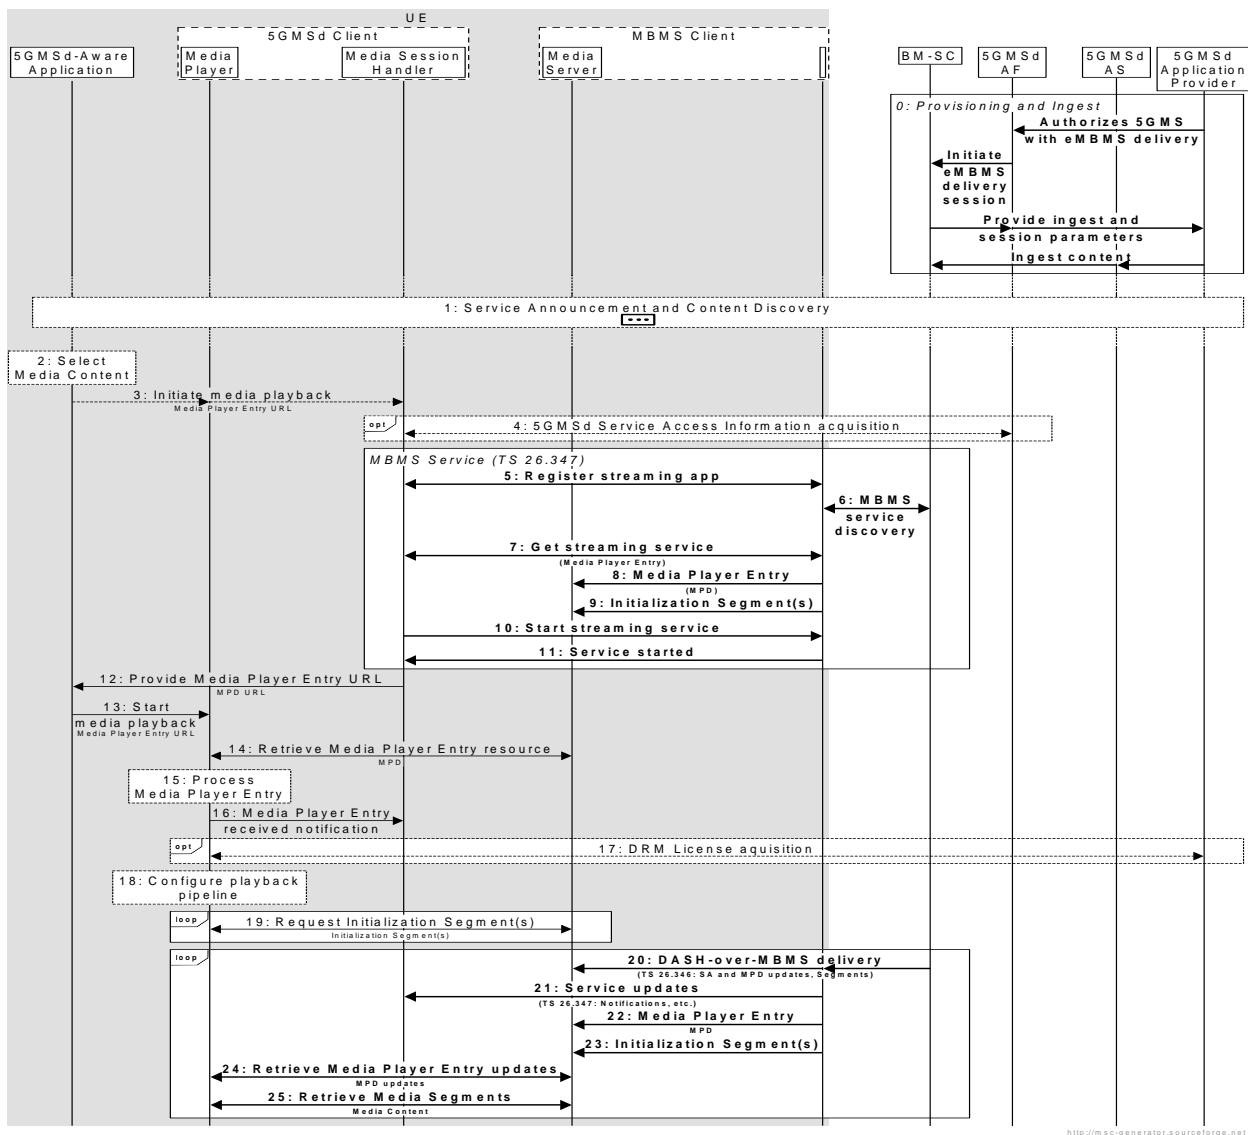 UE
5GMSd Client
MBMS Client
5GMSd-Aware
Application
Media
Player
Media Session
Handler
Media
Server
BM-SC
5GMSd
AF
5GMSd
AS
5GMSd
Application
Provider
0: Provisioning and Ingest
Authorizes 5GMS
with eMBMS delivery
Initiate
eMBMS
delivery
session
Provide ingest and
session parameters
Ingest content
1: Service Announcement and Content Discovery
2: Select
Media Content
3: Initiate media playback
Media Player Entry URL
opt
4: 5GMSd Service Access Information acquisition
MBMS Service (TS 26.347)
5: Register streaming app
6: MBMS
service
discovery
7: Get streaming service
(Media Player Entry)
8: Media Player Entry
(MPD)
9: Initialization Segment(s)
10: Start streaming service
11: Service started
12: Provide Media Player Entry URL
MPD URL
13: Start
media playback
Media Player Entry URL
14: Retrieve Media Player Entry resource
MPD
15: Process
Media Player Entry
16: Media Player Entry
received notification
opt
17: DRM License aquisition
18: Configure playback
pipeline
loop
19: Request Initialization Segment(s)
Initialization Segment(s)
loop
20: DASH-over-MBMS delivery
(TS 26.346: SA and MPD updates, Segments)
21: Service updates
(TS 26.347: Notifications, etc.)
22: Media Player Entry
MPD
23: Initialization Segment(s)
24: Retrieve Media Player Entry updates
MPD updates
25: Retrieve Media Segments
Media Content
http://msc-generator.sourceforge.net